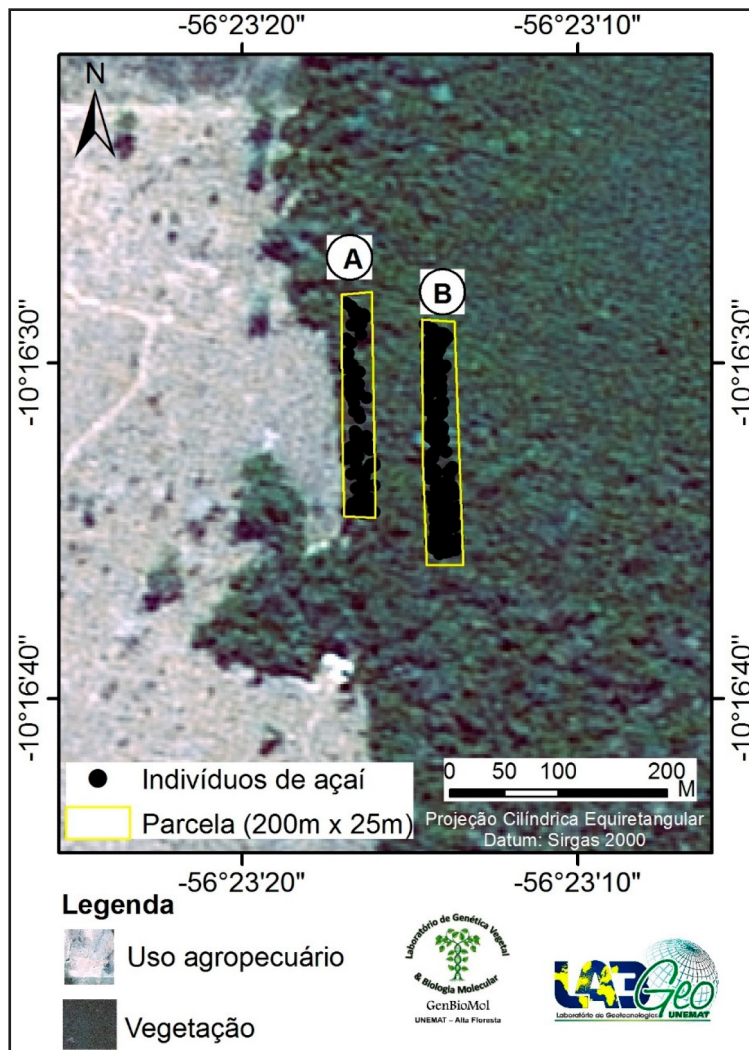 -56°23'20" -56°23'10"
N
A
B
-10°16'30"
-10°16'30"
-10°16'40"
-10°16'40"
Indivíduos de açaí
Parcela (200m x 25m)
0 50 100 200
M
Projeção Cilíndrica Equiretangular
Datum: Sirgas 2000
-56°23'20" -56°23'10"
Legenda
Uso agropecuário
Vegetação
Laboratório de Genética Vegetal
& Biologia Molecular
GenBioMol
UNEMAT – Alta Floresta
LABGeo
UNEMAT
Laboratório de Geotecnologias